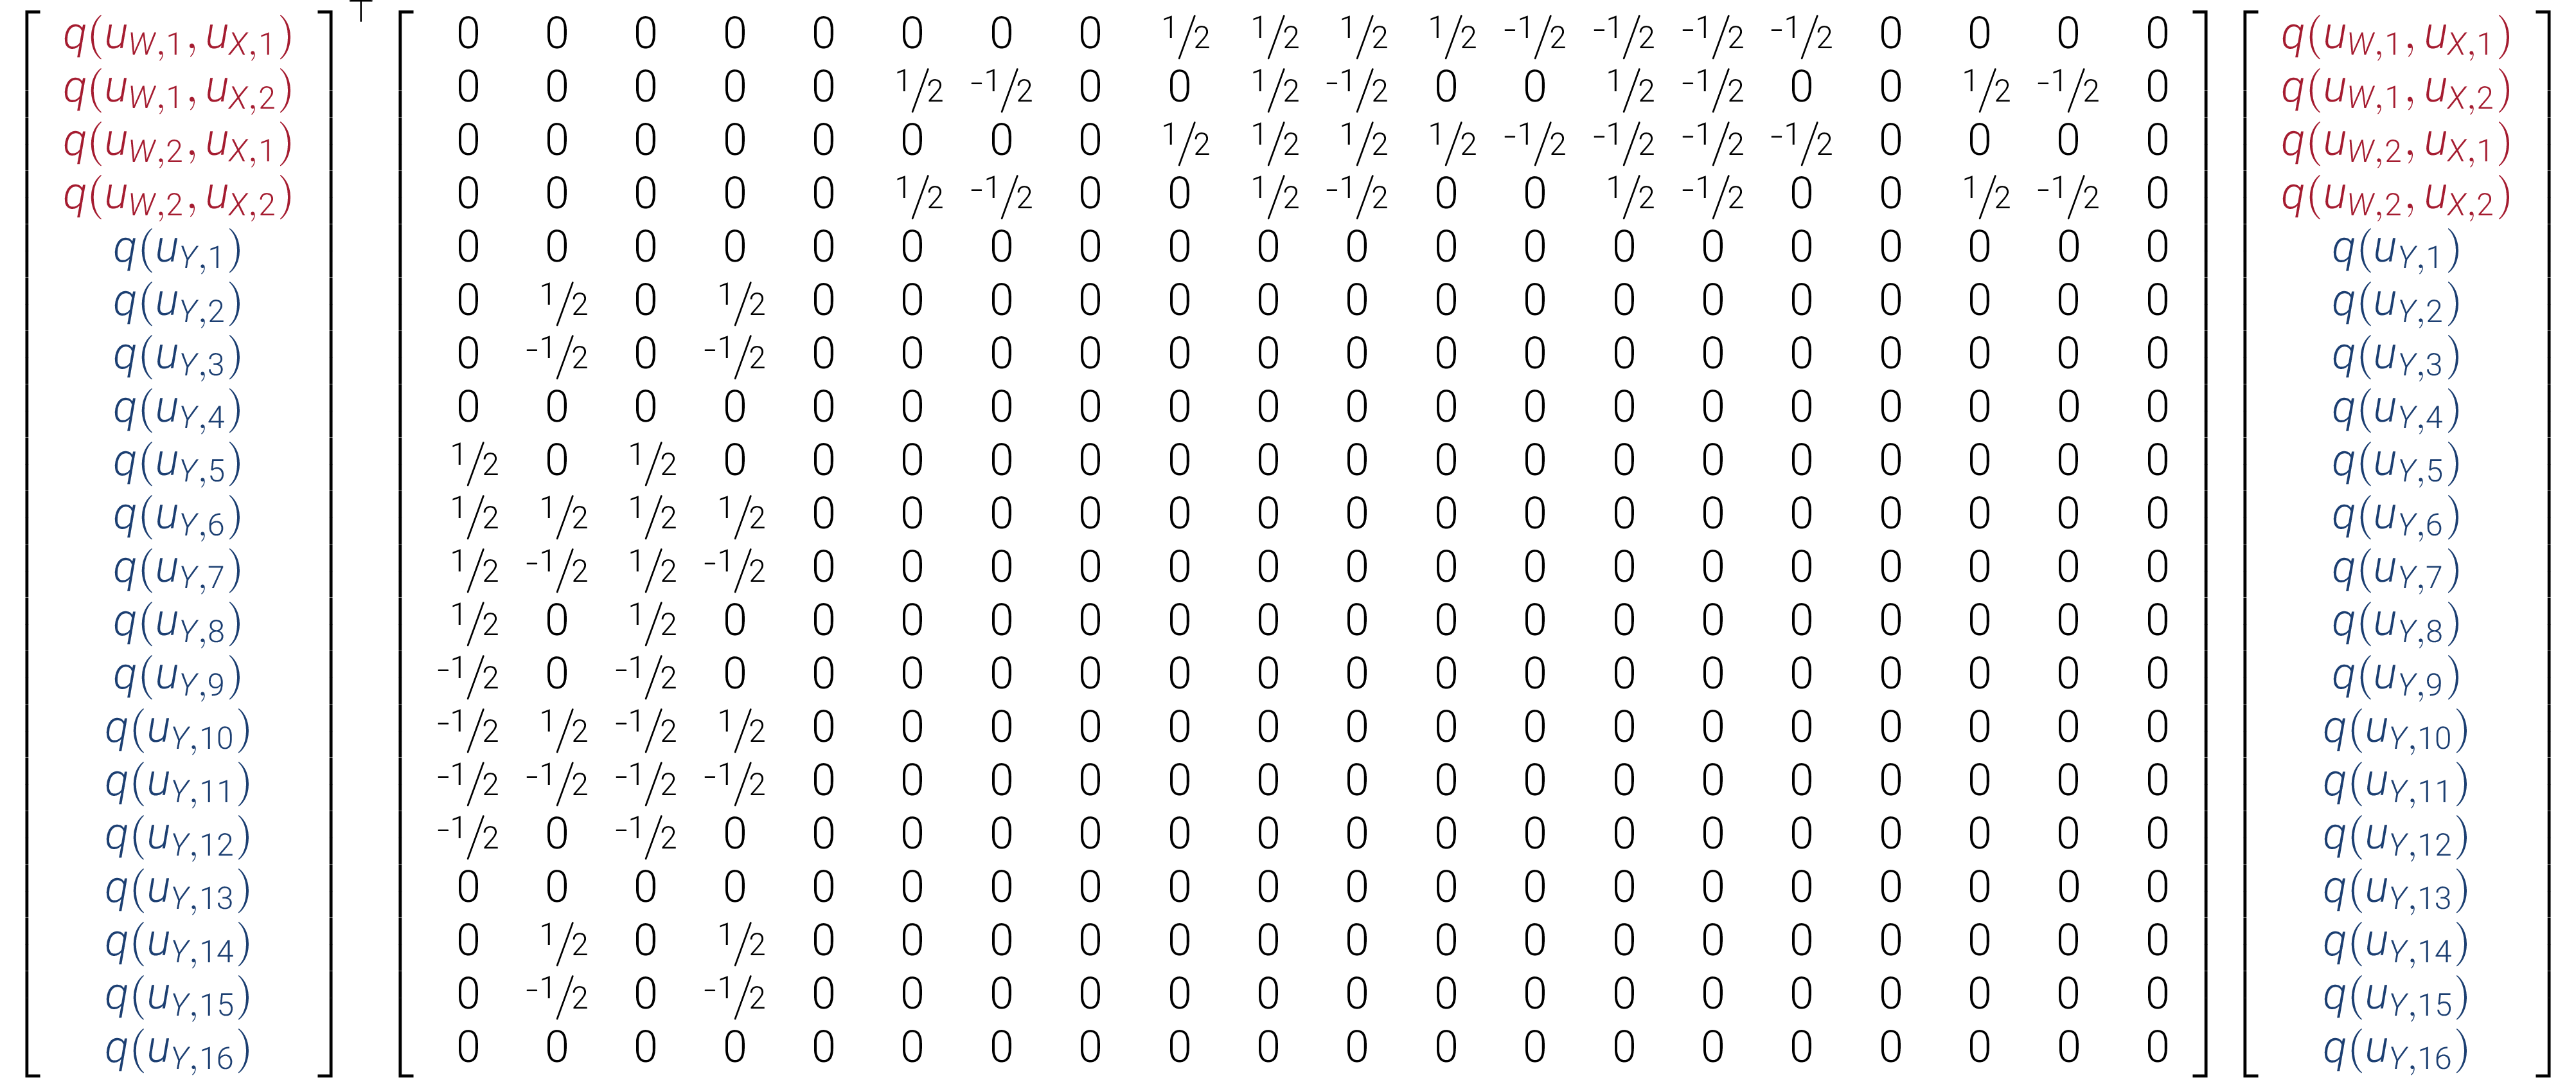 q(u_{W,1}, u_{X,1}) ⊤ 0 0 0 0 0 0 0 0 1/2 1/2 1/2 1/2 -1/2 -1/2 -1/2 -1/2 0 0 0 0 q(u_{W,1}, u_{X,1})
q(u_{W,1}, u_{X,2}) 0 0 0 0 0 1/2 -1/2 0 0 1/2 -1/2 0 0 1/2 -1/2 0 0 1/2 -1/2 0 q(u_{W,1}, u_{X,2})
q(u_{W,2}, u_{X,1}) 0 0 0 0 0 0 0 0 1/2 1/2 1/2 1/2 -1/2 -1/2 -1/2 -1/2 0 0 0 0 q(u_{W,2}, u_{X,1})
q(u_{W,2}, u_{X,2}) 0 0 0 0 0 1/2 -1/2 0 0 1/2 -1/2 0 0 1/2 -1/2 0 0 1/2 -1/2 0 q(u_{W,2}, u_{X,2})
q(u_{Y,1}) 0 0 0 0 0 0 0 0 0 0 0 0 0 0 0 0 0 0 0 0 q(u_{Y,1})
q(u_{Y,2}) 0 1/2 0 1/2 0 0 0 0 0 0 0 0 0 0 0 0 0 0 0 0 q(u_{Y,2})
q(u_{Y,3}) 0 -1/2 0 -1/2 0 0 0 0 0 0 0 0 0 0 0 0 0 0 0 0 q(u_{Y,3})
q(u_{Y,4}) 0 0 0 0 0 0 0 0 0 0 0 0 0 0 0 0 0 0 0 0 q(u_{Y,4})
q(u_{Y,5}) 1/2 0 1/2 0 0 0 0 0 0 0 0 0 0 0 0 0 0 0 0 0 q(u_{Y,5})
q(u_{Y,6}) 1/2 1/2 1/2 1/2 0 0 0 0 0 0 0 0 0 0 0 0 0 0 0 0 q(u_{Y,6})
q(u_{Y,7}) 1/2 -1/2 1/2 -1/2 0 0 0 0 0 0 0 0 0 0 0 0 0 0 0 0 q(u_{Y,7})
q(u_{Y,8}) 1/2 0 1/2 0 0 0 0 0 0 0 0 0 0 0 0 0 0 0 0 0 q(u_{Y,8})
q(u_{Y,9}) -1/2 0 -1/2 0 0 0 0 0 0 0 0 0 0 0 0 0 0 0 0 0 q(u_{Y,9})
q(u_{Y,10}) -1/2 1/2 -1/2 1/2 0 0 0 0 0 0 0 0 0 0 0 0 0 0 0 0 q(u_{Y,10})
q(u_{Y,11}) -1/2 -1/2 -1/2 -1/2 0 0 0 0 0 0 0 0 0 0 0 0 0 0 0 0 q(u_{Y,11})
q(u_{Y,12}) -1/2 0 -1/2 0 0 0 0 0 0 0 0 0 0 0 0 0 0 0 0 0 q(u_{Y,12})
q(u_{Y,13}) 0 0 0 0 0 0 0 0 0 0 0 0 0 0 0 0 0 0 0 0 q(u_{Y,13})
q(u_{Y,14}) 0 1/2 0 1/2 0 0 0 0 0 0 0 0 0 0 0 0 0 0 0 0 q(u_{Y,14})
q(u_{Y,15}) 0 -1/2 0 -1/2 0 0 0 0 0 0 0 0 0 0 0 0 0 0 0 0 q(u_{Y,15})
q(u_{Y,16}) 0 0 0 0 0 0 0 0 0 0 0 0 0 0 0 0 0 0 0 0 q(u_{Y,16})